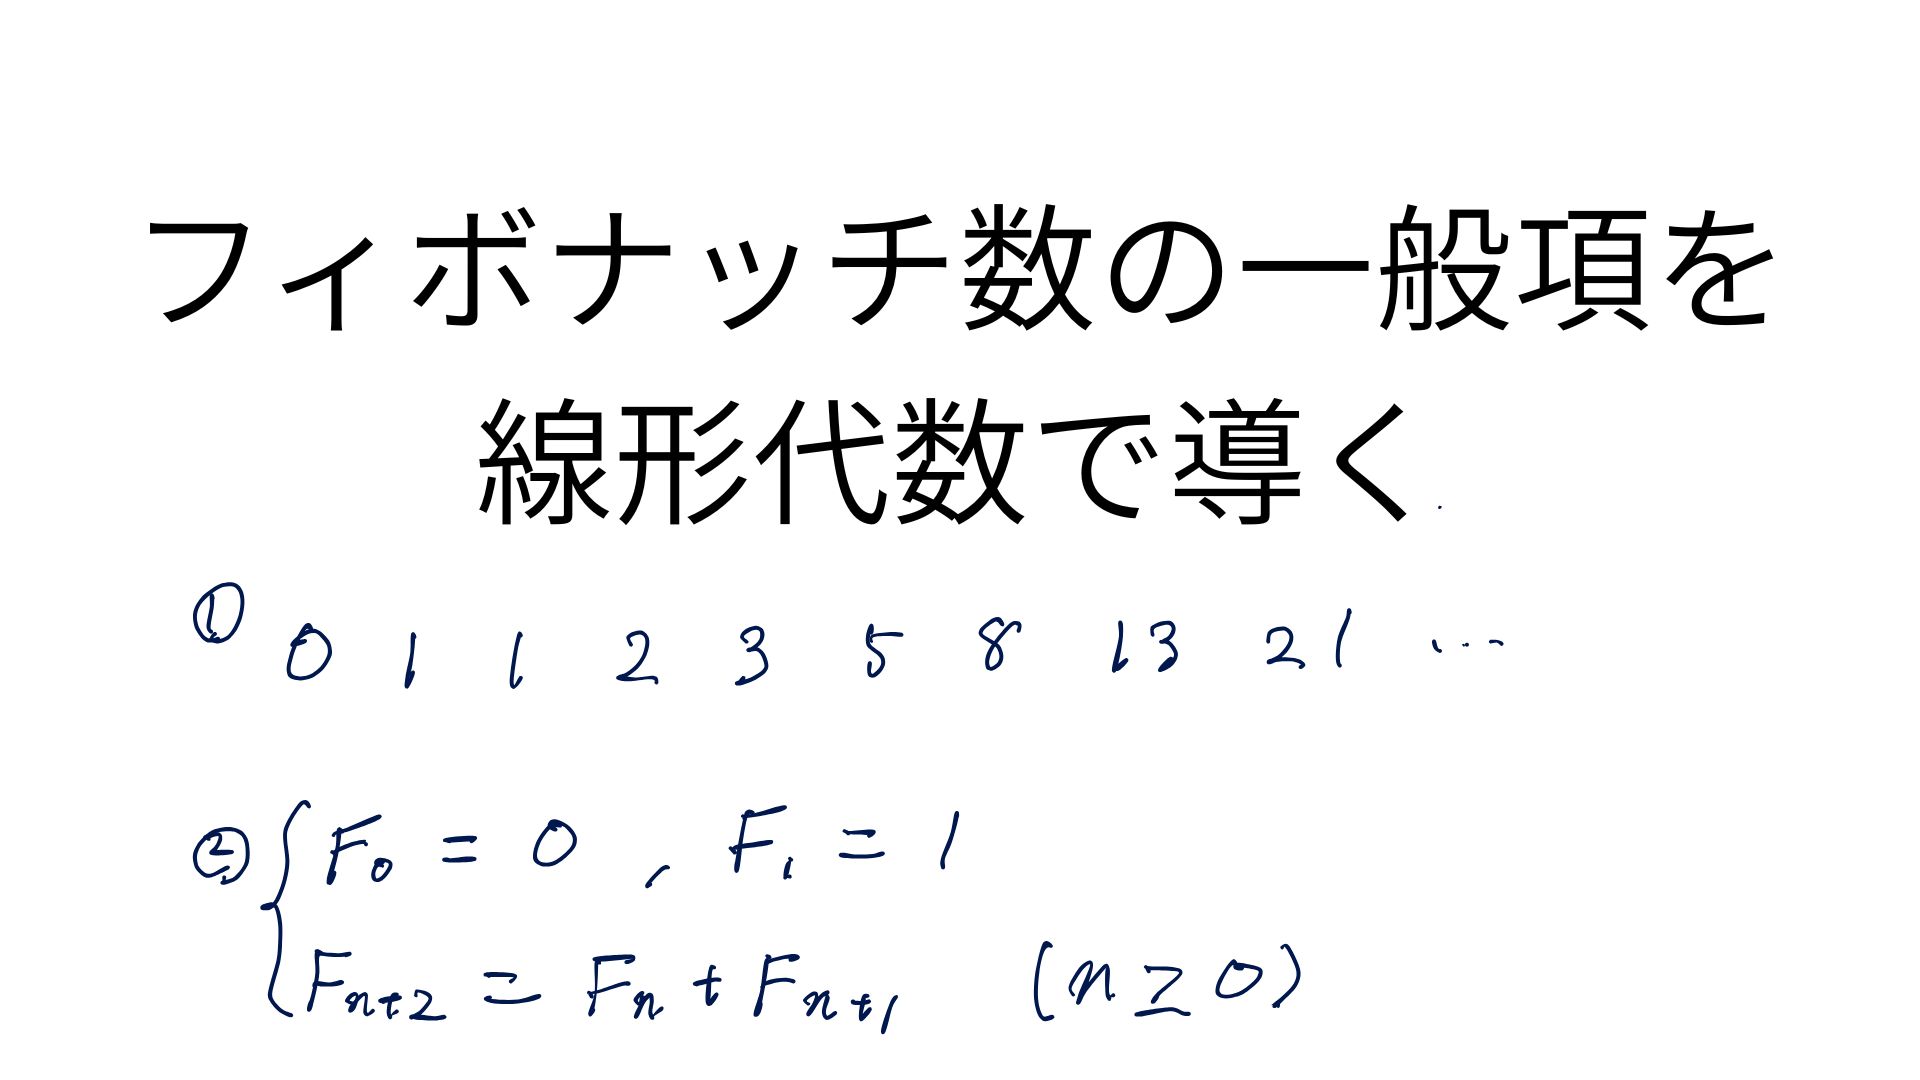 フィボナッチ数の一般項を
線形代数で導く
① 0 1 1 2 3 5 8 13 21 ...
② { F₀ = 0 , F₁ = 1
Fₙ₊₂ = Fₙ + Fₙ₊₁ (n ≥ 0)